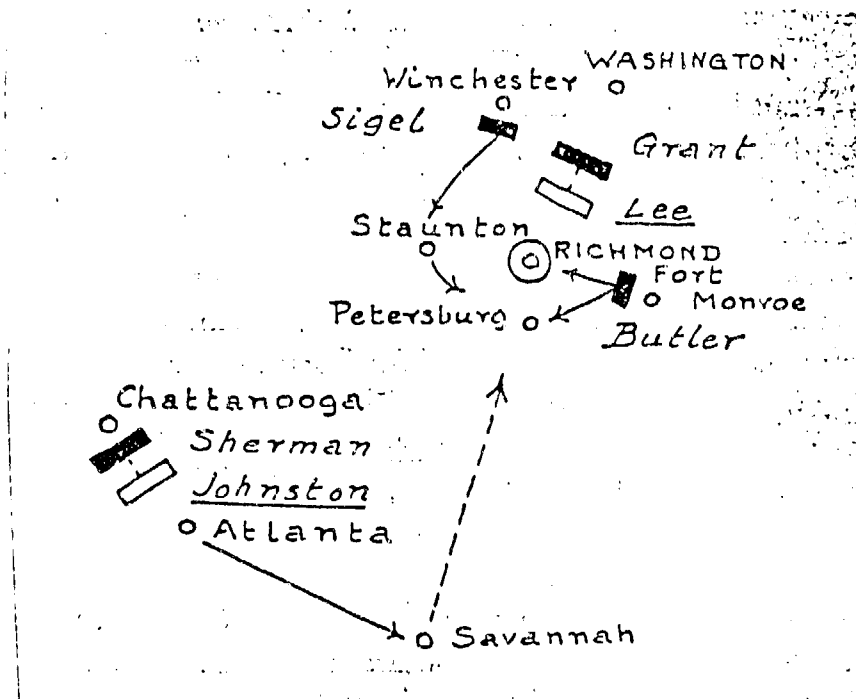 WASHINGTON
Winchester
Sigel
Grant
Lee
Staunton
RICHMOND
Fort
Monroe
Petersburg
Butler
Chattanooga
Sherman
Johnston
Atlanta
Savannah